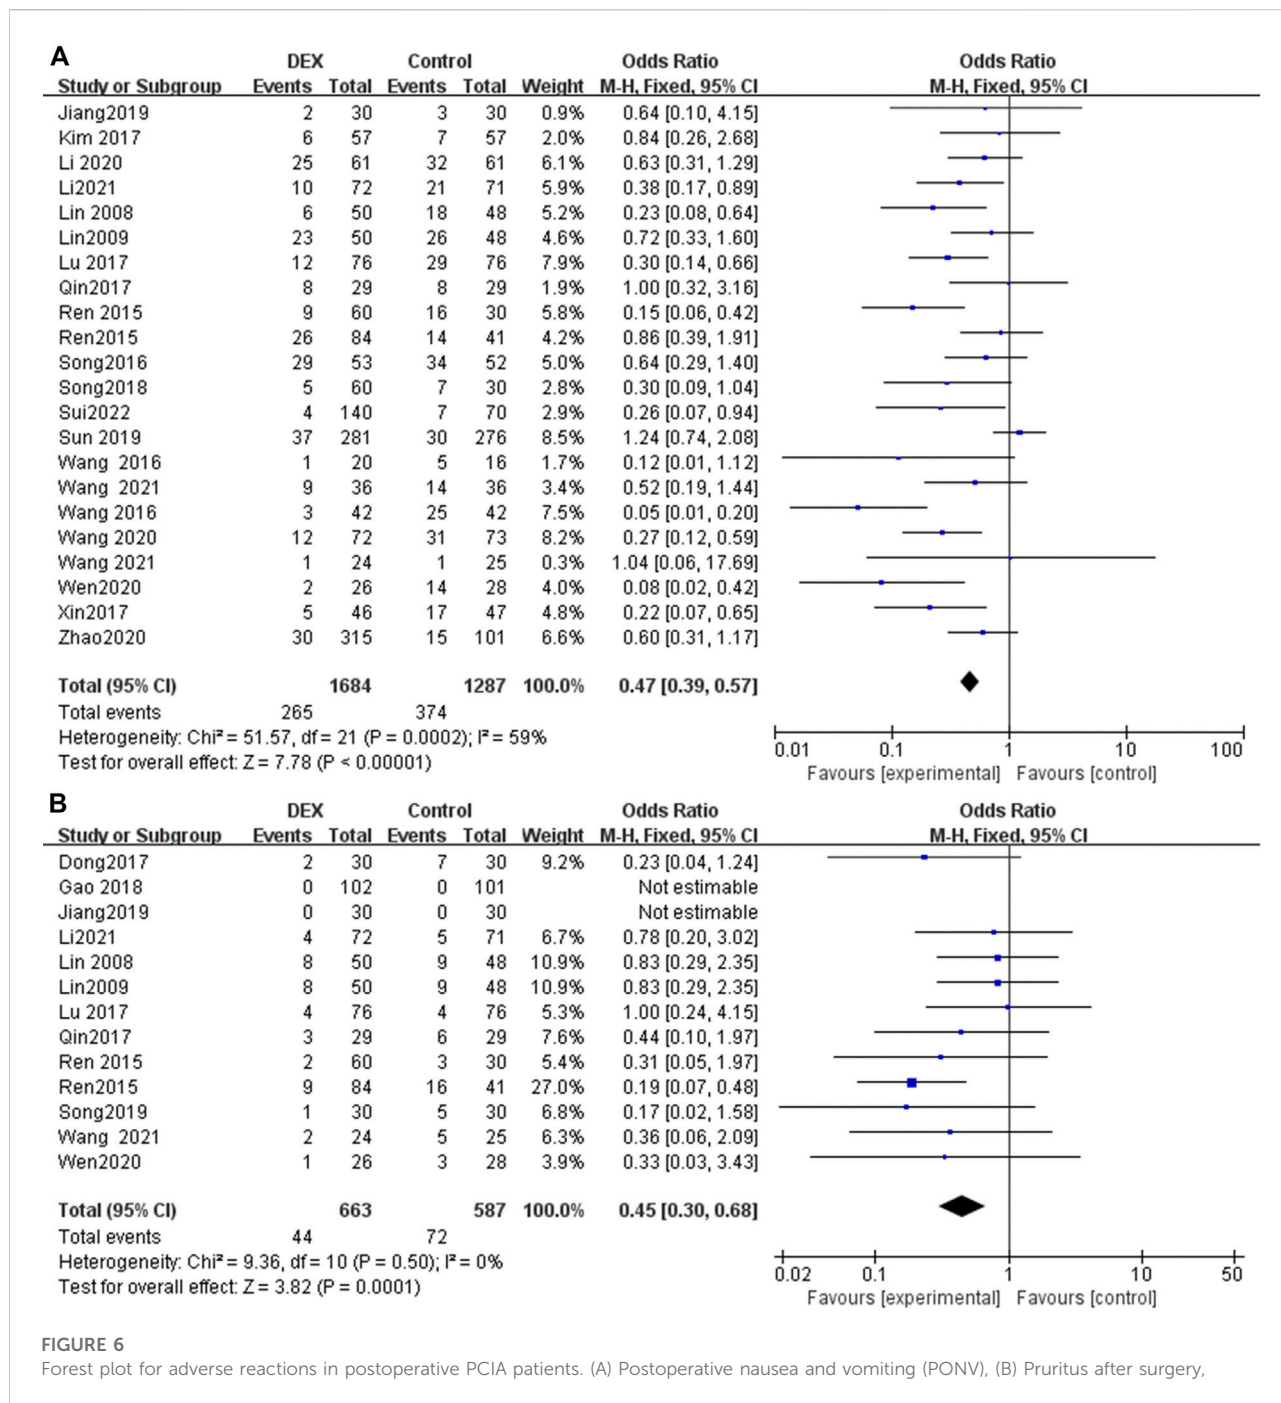 A
DEX Control Odds Ratio Odds Ratio
Study or Subgroup Events Total Events Total Weight M-H, Fixed, 95% CI M-H, Fixed, 95% CI
Jiang2019 2 30 3 30 0.9% 0.64 [0.10, 4.15]
Kim 2017 6 57 7 57 2.0% 0.84 [0.26, 2.68]
Li 2020 25 61 32 61 6.1% 0.63 [0.31, 1.29]
Li2021 10 72 21 71 5.9% 0.38 [0.17, 0.89]
Lin 2008 6 50 18 48 5.2% 0.23 [0.08, 0.64]
Lin2009 23 50 26 48 4.6% 0.72 [0.33, 1.60]
Lu 2017 12 76 29 76 7.9% 0.30 [0.14, 0.66]
Qin2017 8 29 8 29 1.9% 1.00 [0.32, 3.16]
Ren 2015 9 60 16 30 5.8% 0.15 [0.06, 0.42]
Ren2015 26 84 14 41 4.2% 0.86 [0.39, 1.91]
Song2016 29 53 34 52 5.0% 0.64 [0.29, 1.40]
Song2018 5 60 7 30 2.8% 0.30 [0.09, 1.04]
Sui2022 4 140 7 70 2.9% 0.26 [0.07, 0.94]
Sun 2019 37 281 30 276 8.5% 1.24 [0.74, 2.08]
Wang 2016 1 20 5 16 1.7% 0.12 [0.01, 1.12]
Wang 2021 9 36 14 36 3.4% 0.52 [0.19, 1.44]
Wang 2016 3 42 25 42 7.5% 0.05 [0.01, 0.20]
Wang 2020 12 72 31 73 8.2% 0.27 [0.12, 0.59]
Wang 2021 1 24 1 25 0.3% 1.04 [0.06, 17.69]
Wen2020 2 26 14 28 4.0% 0.08 [0.02, 0.42]
Xin2017 5 46 17 47 4.8% 0.22 [0.07, 0.65]
Zhao2020 30 315 15 101 6.6% 0.60 [0.31, 1.17]
Total (95% CI) 1684 1287 100.0% 0.47 [0.39, 0.57]
Total events 265 374
Heterogeneity: Chi² = 51.57, df = 21 (P = 0.0002); I² = 59%
Test for overall effect: Z = 7.78 (P < 0.00001)
0.01 0.1 1 10 100
Favours [experimental] Favours [control]
B
DEX Control Odds Ratio Odds Ratio
Study or Subgroup Events Total Events Total Weight M-H, Fixed, 95% CI M-H, Fixed, 95% CI
Dong2017 2 30 7 30 9.2% 0.23 [0.04, 1.24]
Gao 2018 0 102 0 101 Not estimable
Jiang2019 0 30 0 30 Not estimable
Li2021 4 72 5 71 6.7% 0.78 [0.20, 3.02]
Lin 2008 8 50 9 48 10.9% 0.83 [0.29, 2.35]
Lin2009 8 50 9 48 10.9% 0.83 [0.29, 2.35]
Lu 2017 4 76 4 76 5.3% 1.00 [0.24, 4.15]
Qin2017 3 29 6 29 7.6% 0.44 [0.10, 1.97]
Ren 2015 2 60 3 30 5.4% 0.31 [0.05, 1.97]
Ren2015 9 84 16 41 27.0% 0.19 [0.07, 0.48]
Song2019 1 30 5 30 6.8% 0.17 [0.02, 1.58]
Wang 2021 2 24 5 25 6.3% 0.36 [0.06, 2.09]
Wen2020 1 26 3 28 3.9% 0.33 [0.03, 3.43]
Total (95% CI) 663 587 100.0% 0.45 [0.30, 0.68]
Total events 44 72
Heterogeneity: Chi² = 9.36, df = 10 (P = 0.50); I² = 0%
Test for overall effect: Z = 3.82 (P = 0.0001)
0.02 0.1 1 10 50
Favours [experimental] Favours [control]
FIGURE 6
Forest plot for adverse reactions in postoperative PCIA patients. (A) Postoperative nausea and vomiting (PONV), (B) Pruritus after surgery,